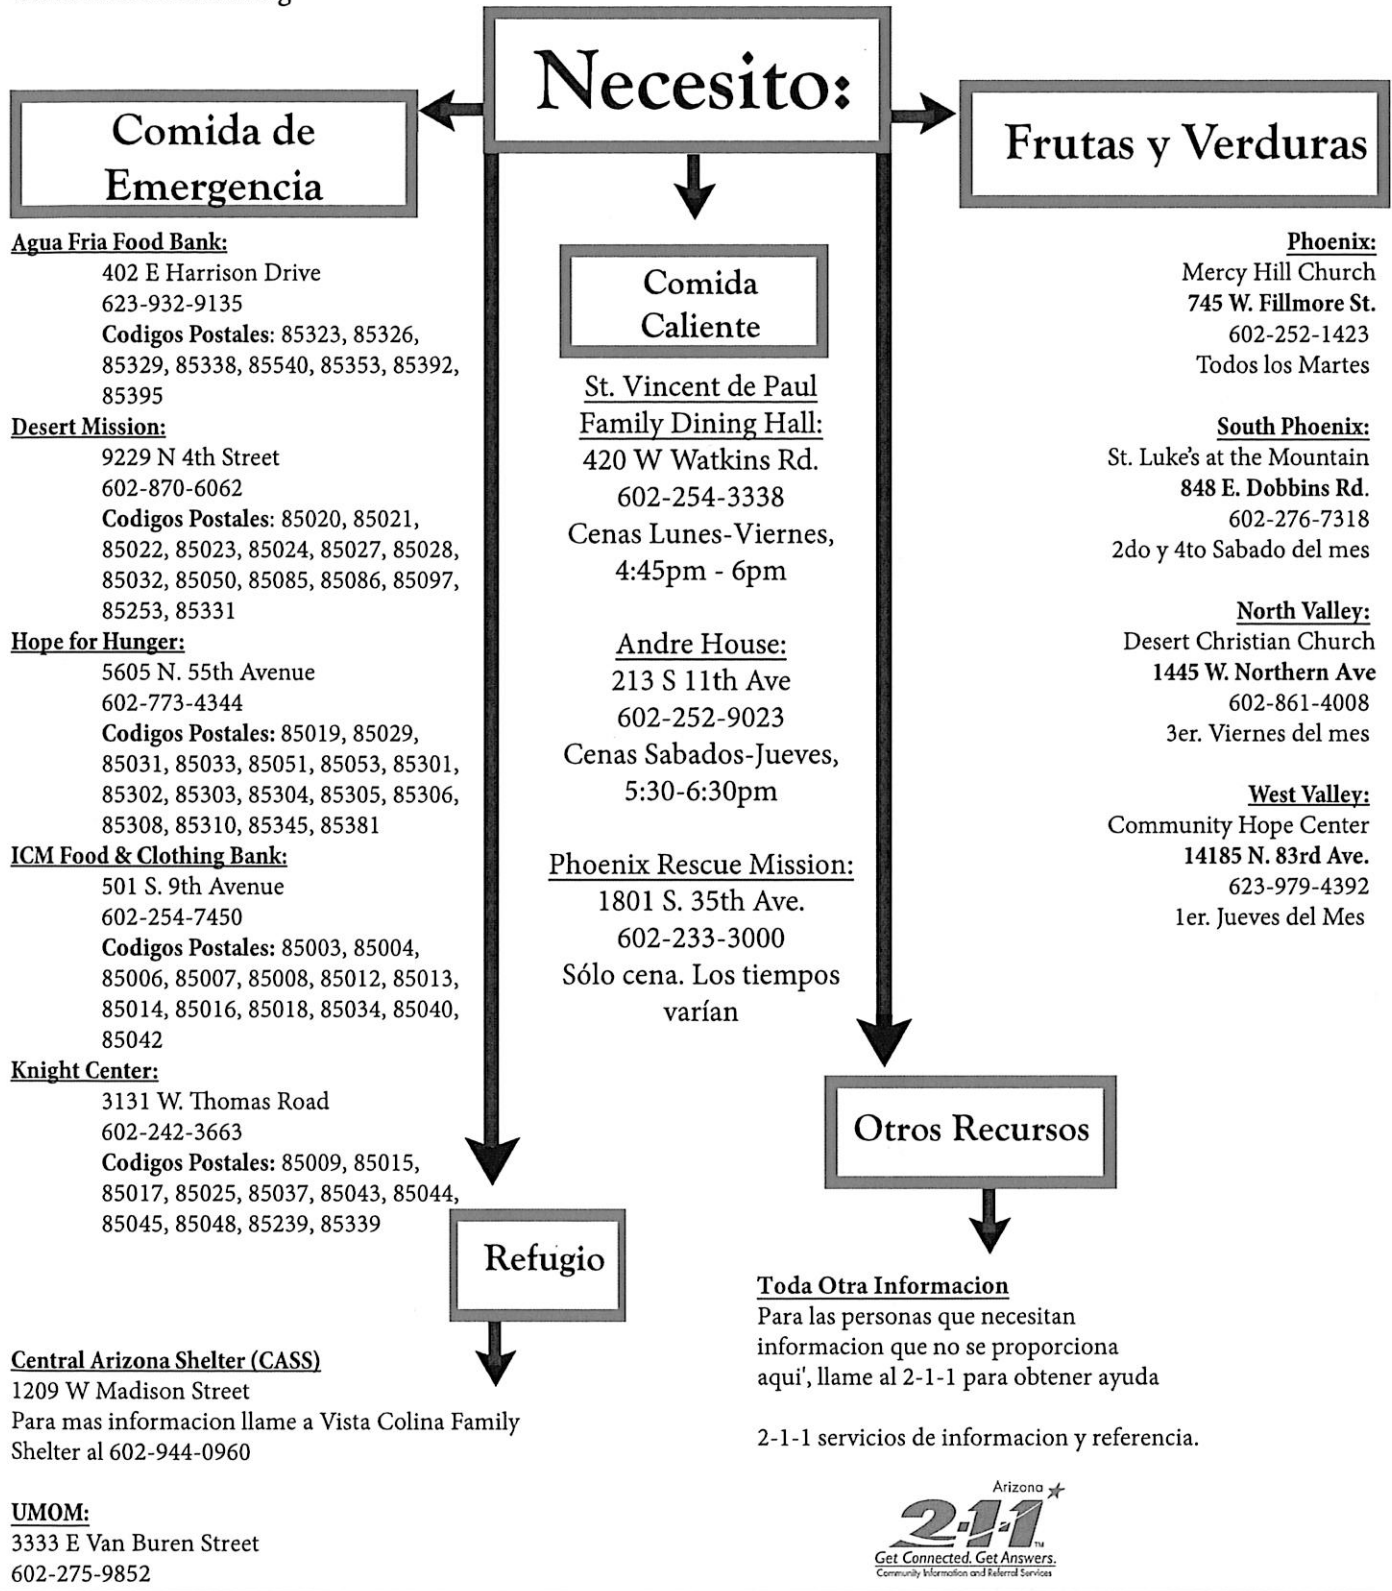 Necesito:
Comida de
Emergencia
Agua Fria Food Bank:
402 E Harrison Drive
623-932-9135
Codigos Postales: 85323, 85326,
85329, 85338, 85540, 85353, 85392,
85395
Desert Mission:
9229 N 4th Street
602-870-6062
Codigos Postales: 85020, 85021,
85022, 85023, 85024, 85027, 85028,
85032, 85050, 85085, 85086, 85097,
85253, 85331
Hope for Hunger:
5605 N. 55th Avenue
602-773-4344
Codigos Postales: 85019, 85029,
85031, 85033, 85051, 85053, 85301,
85302, 85303, 85304, 85305, 85306,
85308, 85310, 85345, 85381
ICM Food & Clothing Bank:
501 S. 9th Avenue
602-254-7450
Codigos Postales: 85003, 85004,
85006, 85007, 85008, 85012, 85013,
85014, 85016, 85018, 85034, 85040,
85042
Knight Center:
3131 W. Thomas Road
602-242-3663
Codigos Postales: 85009, 85015,
85017, 85025, 85037, 85043, 85044,
85045, 85048, 85239, 85339
Comida
Caliente
St. Vincent de Paul
Family Dining Hall:
420 W Watkins Rd.
602-254-3338
Cenas Lunes-Viernes,
4:45pm - 6pm
Andre House:
213 S 11th Ave
602-252-9023
Cenas Sabados-Jueves,
5:30-6:30pm
Phoenix Rescue Mission:
1801 S. 35th Ave.
602-233-3000
Sólo cena. Los tiempos
varían
Frutas y Verduras
Phoenix:
Mercy Hill Church
745 W. Fillmore St.
602-252-1423
Todos los Martes
South Phoenix:
St. Luke's at the Mountain
848 E. Dobbins Rd.
602-276-7318
2do y 4to Sabado del mes
North Valley:
Desert Christian Church
1445 W. Northern Ave
602-861-4008
3er. Viernes del mes
West Valley:
Community Hope Center
14185 N. 83rd Ave.
623-979-4392
1er. Jueves del Mes
Refugio
Central Arizona Shelter (CASS)
1209 W Madison Street
Para mas informacion llame a Vista Colina Family
Shelter al 602-944-0960
UMOM:
3333 E Van Buren Street
602-275-9852
Otros Recursos
Toda Otra Informacion
Para las personas que necesitan
informacion que no se proporciona
aqui', llame al 2-1-1 para obtener ayuda
2-1-1 servicios de informacion y referencia.
Arizona
2-1-1 ™
Get Connected. Get Answers.
Community Information and Referral Services